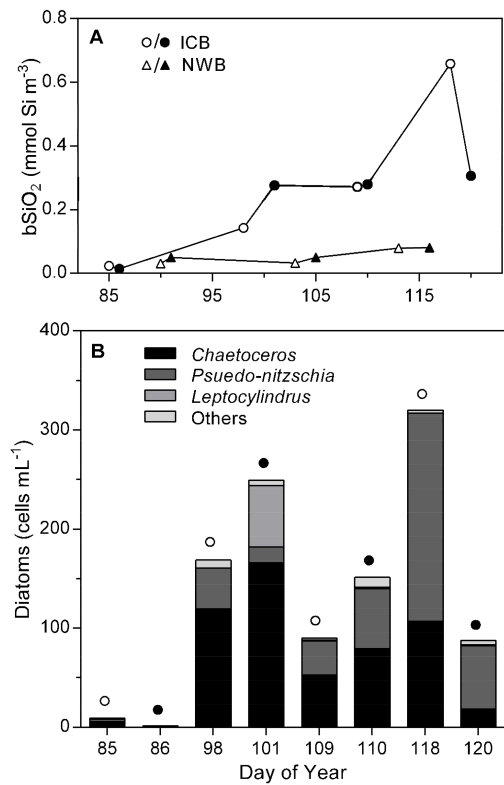 A
○/● ICB
△/▲ NWB
bSiO2 (mmol Si m-3)
0.8
0.6
0.4
0.2
0.0
85 95 105 115
B
Chaetoceros
Psuedo-nitzschia
Leptocylindrus
Others
Diatoms (cells mL-1)
400
300
200
100
0
85 86 98 101 109 110 118 120
Day of Year